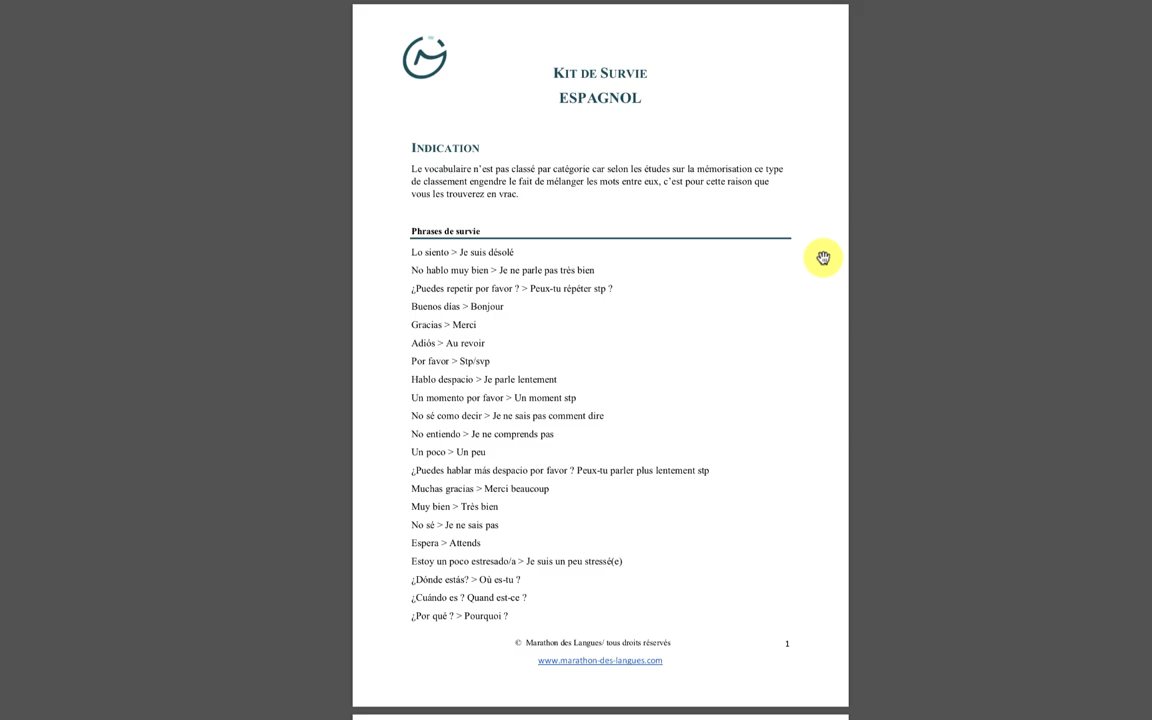 KIT DE SURVIE
ESPAGNOL
INDICATION
Le vocabulaire n’est pas classé par catégorie car selon les études sur la mémorisation ce type
de classement engendre le fait de mélanger les mots entre eux, c’est pour cette raison que
vous les trouverez en vrac.
Phrases de survie
Lo siento > Je suis désolé
No hablo muy bien > Je ne parle pas très bien
¿Puedes repetir por favor ? > Peux-tu répéter stp ?
Buenos días > Bonjour
Gracias > Merci
Adiós > Au revoir
Por favor > Stp/svp
Hablo despacio > Je parle lentement
Un momento por favor > Un moment stp
No sé como decir > Je ne sais pas comment dire
No entiendo > Je ne comprends pas
Un poco > Un peu
¿Puedes hablar más despacio por favor ? Peux-tu parler plus lentement stp
Muchas gracias > Merci beaucoup
Muy bien > Très bien
No sé > Je ne sais pas
Espera > Attends
Estoy un poco estresado/a > Je suis un peu stressé(e)
¿Dónde estás? > Où es-tu ?
¿Cuándo es ? Quand est-ce ?
¿Por qué ? > Pourquoi ?
© Marathon des Langues/ tous droits réservés 1
www.marathon-des-langues.com